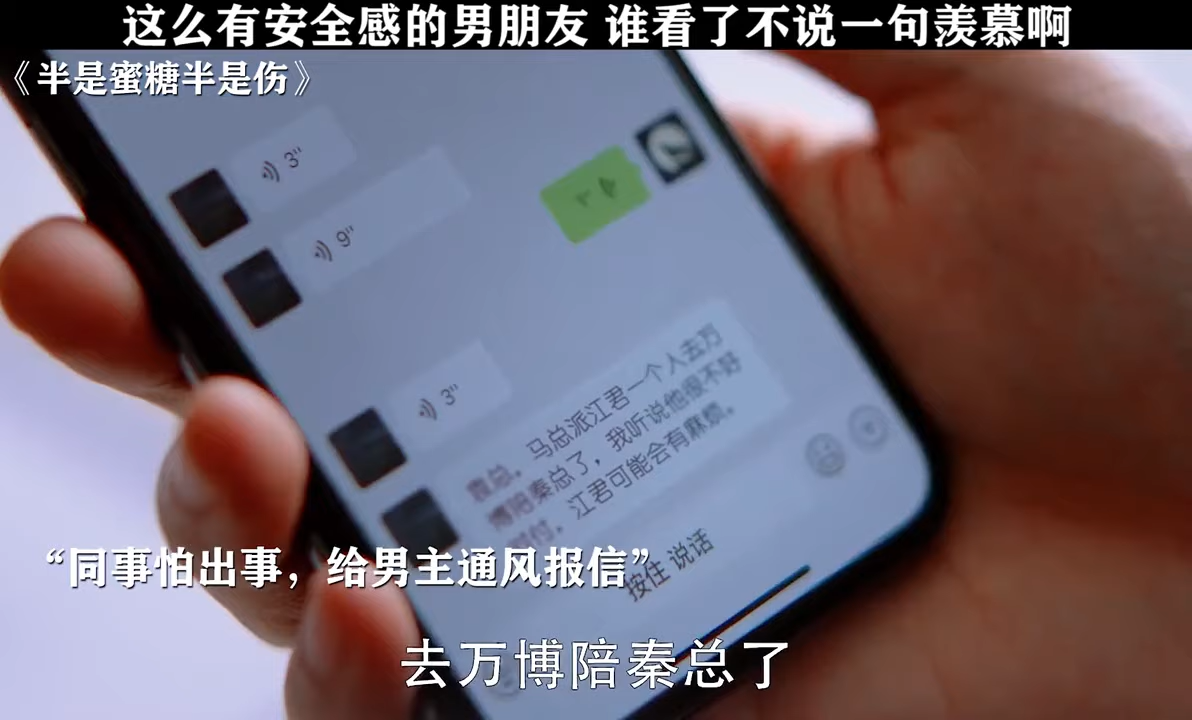 这么有安全感的男朋友 谁看了不说一句羡慕啊
《半是蜜糖半是伤》
3"
9"
3"
袁总，马总派江君一个人去万
博陪秦总了，我听说他很不好
对付，江君可能会有麻烦。
按住 说话
“同事怕出事，给男主通风报信”
去万博陪秦总了